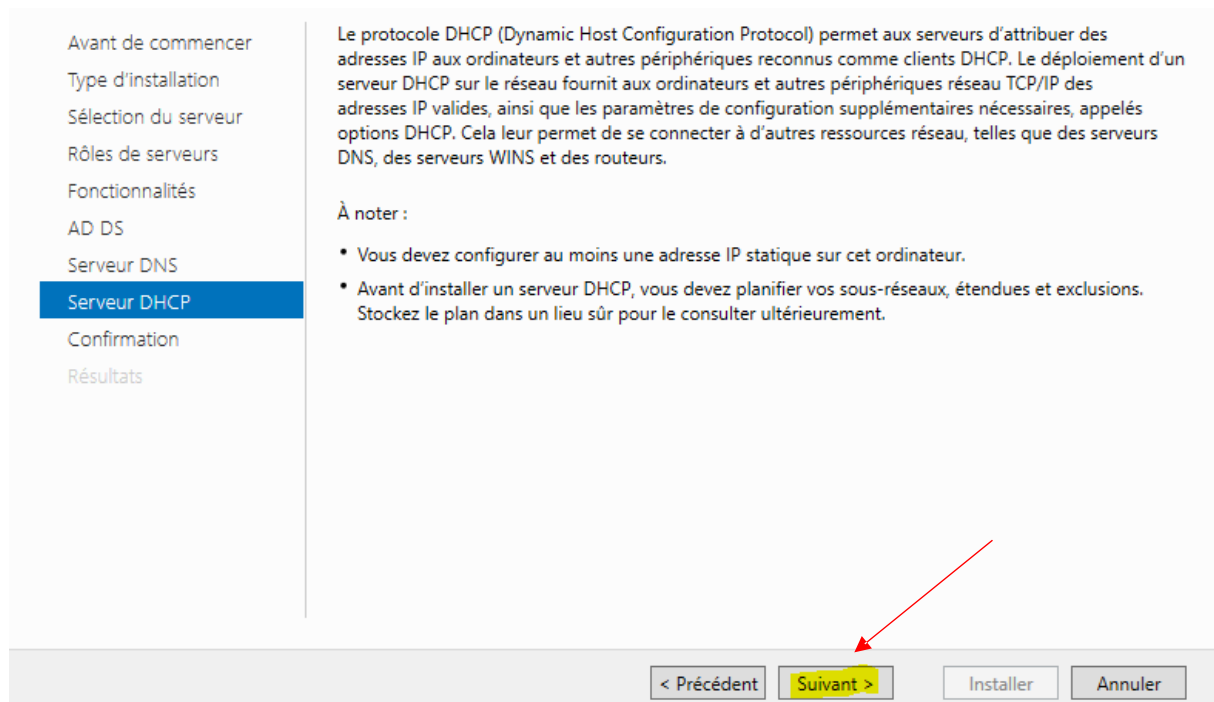 Avant de commencer
Type d'installation
Sélection du serveur
Rôles de serveurs
Fonctionnalités
AD DS
Serveur DNS
Serveur DHCP
Confirmation
Résultats
Le protocole DHCP (Dynamic Host Configuration Protocol) permet aux serveurs d'attribuer des
adresses IP aux ordinateurs et autres périphériques reconnus comme clients DHCP. Le déploiement d'un
serveur DHCP sur le réseau fournit aux ordinateurs et autres périphériques réseau TCP/IP des
adresses IP valides, ainsi que les paramètres de configuration supplémentaires nécessaires, appelés
options DHCP. Cela leur permet de se connecter à d'autres ressources réseau, telles que des serveurs
DNS, des serveurs WINS et des routeurs.
À noter :
• Vous devez configurer au moins une adresse IP statique sur cet ordinateur.
• Avant d'installer un serveur DHCP, vous devez planifier vos sous-réseaux, étendues et exclusions.
Stockez le plan dans un lieu sûr pour le consulter ultérieurement.
< Précédent Suivant > Installer Annuler